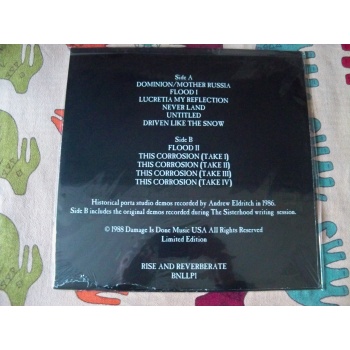 Side A
DOMINION/MOTHER RUSSIA
FLOOD I
LUCRETIA MY REFLECTION
NEVER LAND
UNTITLED
DRIVEN LIKE THE SNOW
Side B
FLOOD II
THIS CORROSION (TAKE I)
THIS CORROSION (TAKE II)
THIS CORROSION (TAKE III)
THIS CORROSION (TAKE IV)
Historical porta studio demos recorded by Andrew Eldritch in 1986.
Side B includes the original demos recorded during The Sisterhood writing session.
© 1988 Damage Is Done Music USA All Rights Reserved
Limited Edition
RISE AND REVERBERATE
BNLLP1